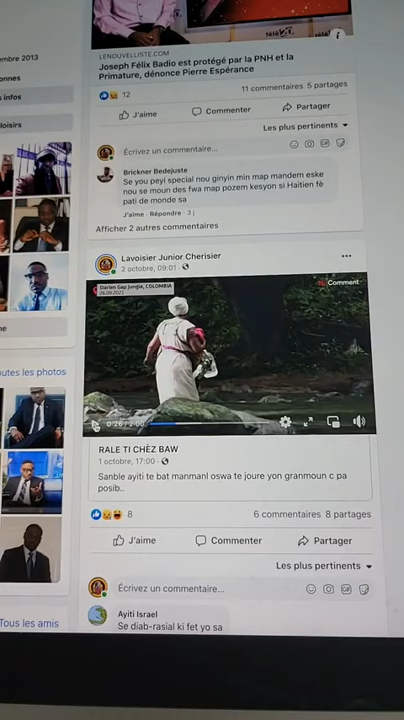 télé 20
LENOUVELLISTE.COM
Joseph Félix Badio est protégé par la PNH et la
Primature, dénonce Pierre Espérance
12
11 commentaires 5 partages
J'aime
Commenter
Partager
Les plus pertinents
Écrivez un commentaire...
Brickner Bedejuste
Se you peyi special nou ginyin min map mandem eske
nou se moun des fwa map pozem kesyon si Haitien fè
pati de monde sa
J'aime · Répondre · 3 j
Afficher 2 autres commentaires
Lavoisier Junior Cherisier
2 octobre, 09:01
Darien Gap Jungle, COLOMBIA
26.09.2021
Comment
0:26 / 2:00
RALE TI CHÈZ BAW
1 octobre, 17:00
Sanble ayiti te bat manmanl oswa te joure yon granmoun c pa
posib..
8
6 commentaires 8 partages
J'aime
Commenter
Partager
Les plus pertinents
Écrivez un commentaire...
Ayiti Israel
Se diab-rasial ki fet yo sa
embre 2013
onnes
s infos
loisirs
outes les photos
Tous les amis